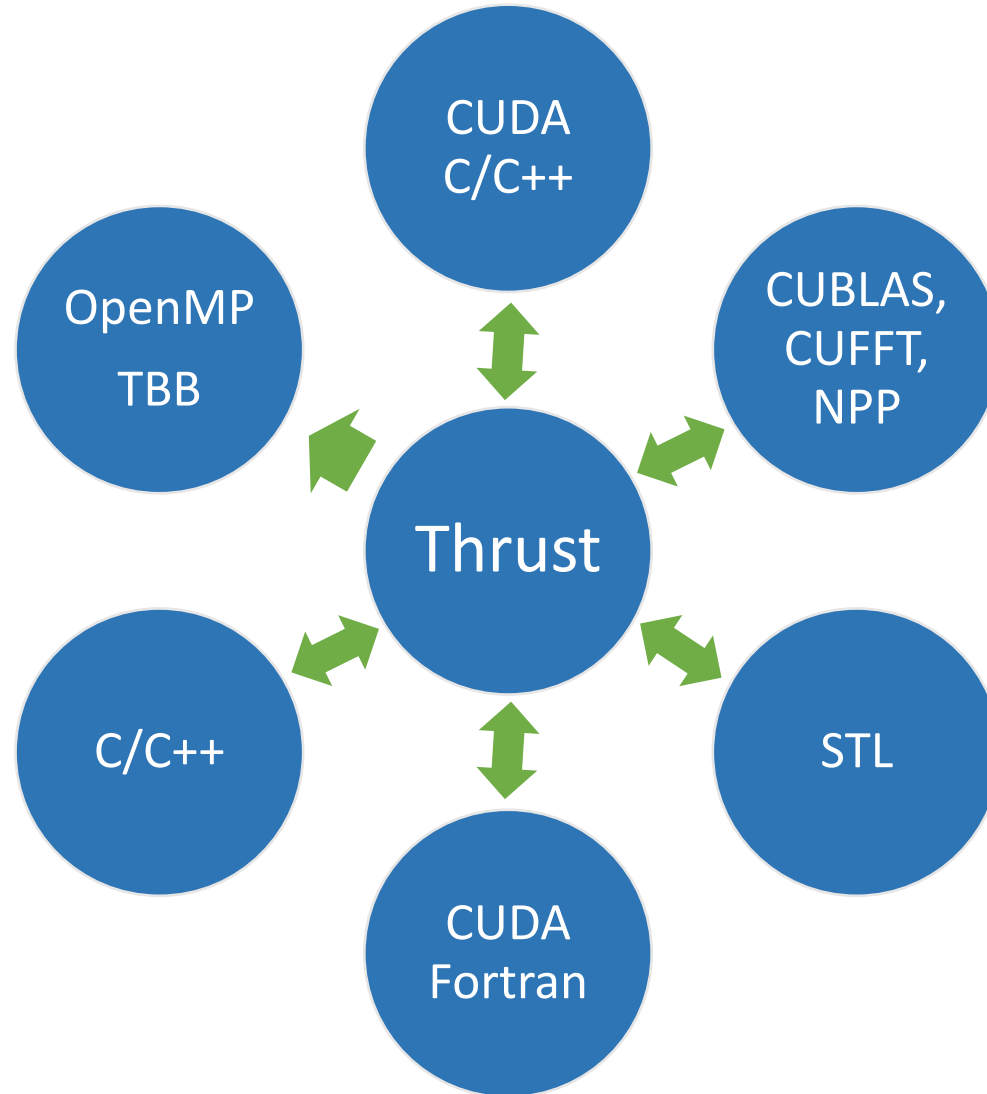 CUDA
C/C++
OpenMP
TBB
CUBLAS,
CUFFT,
NPP
Thrust
C/C++
STL
CUDA
Fortran